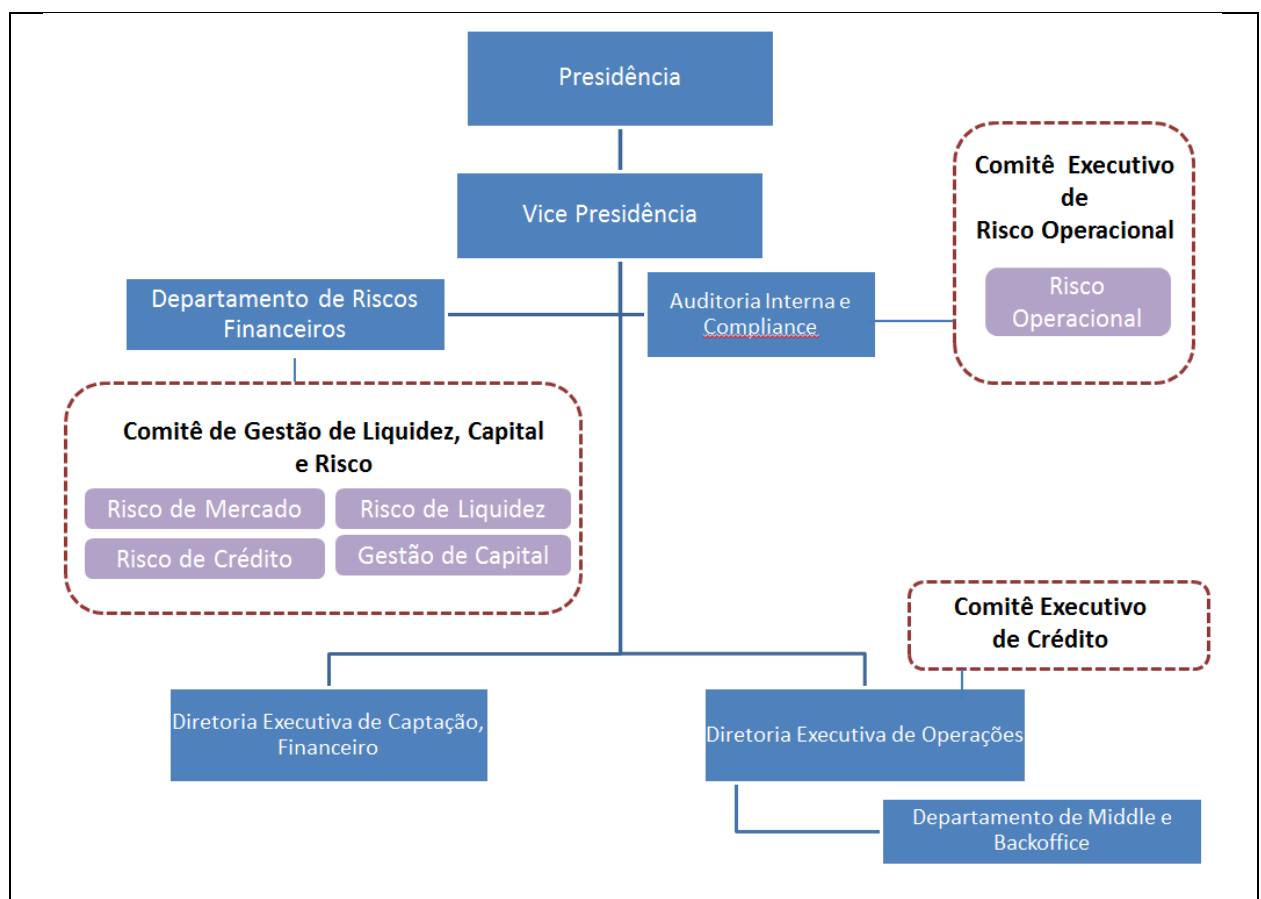 Presidência
Comitê Executivo
de
Risco Operacional
Risco
Operacional
Vice Presidência
Departamento de Riscos
Financeiros
Auditoria Interna e
Compliance
Comitê de Gestão de Liquidez, Capital
e Risco
Risco de Mercado
Risco de Liquidez
Risco de Crédito
Gestão de Capital
Comitê Executivo
de Crédito
Diretoria Executiva de Captação,
Financeiro
Diretoria Executiva de Operações
Departamento de Middle e
Backoffice